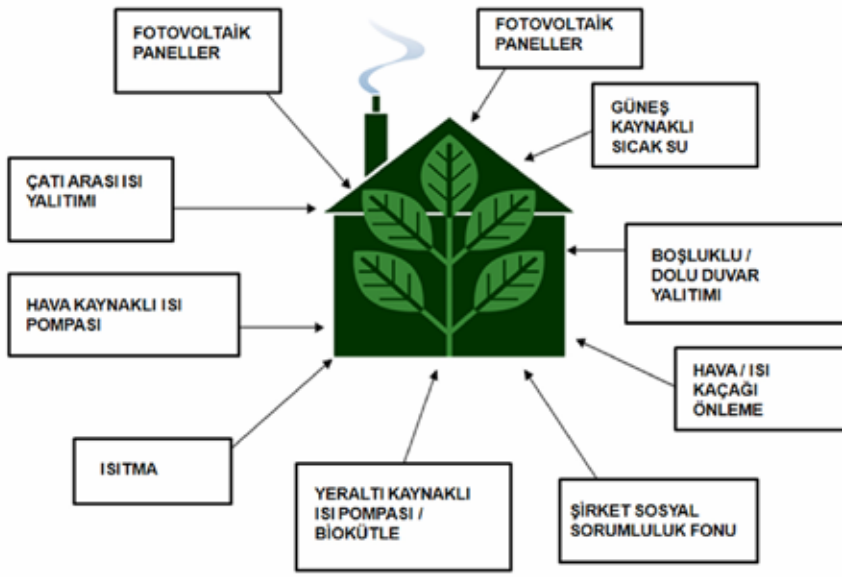 FOTOVOLTAİK
PANELLER
FOTOVOLTAİK
PANELLER
GÜNEŞ
KAYNAKLI
SICAK SU
ÇATI ARASI ISI
YALITIMI
BOŞLUKLU /
DOLU DUVAR
YALITIMI
HAVA KAYNAKLI ISI
POMPASI
HAVA / ISI
KAÇAĞI
ÖNLEME
ISITMA
YERALTI KAYNAKLI
ISI POMPASI /
BİOKÜTLE
ŞİRKET SOSYAL
SORUMLULUK FONU